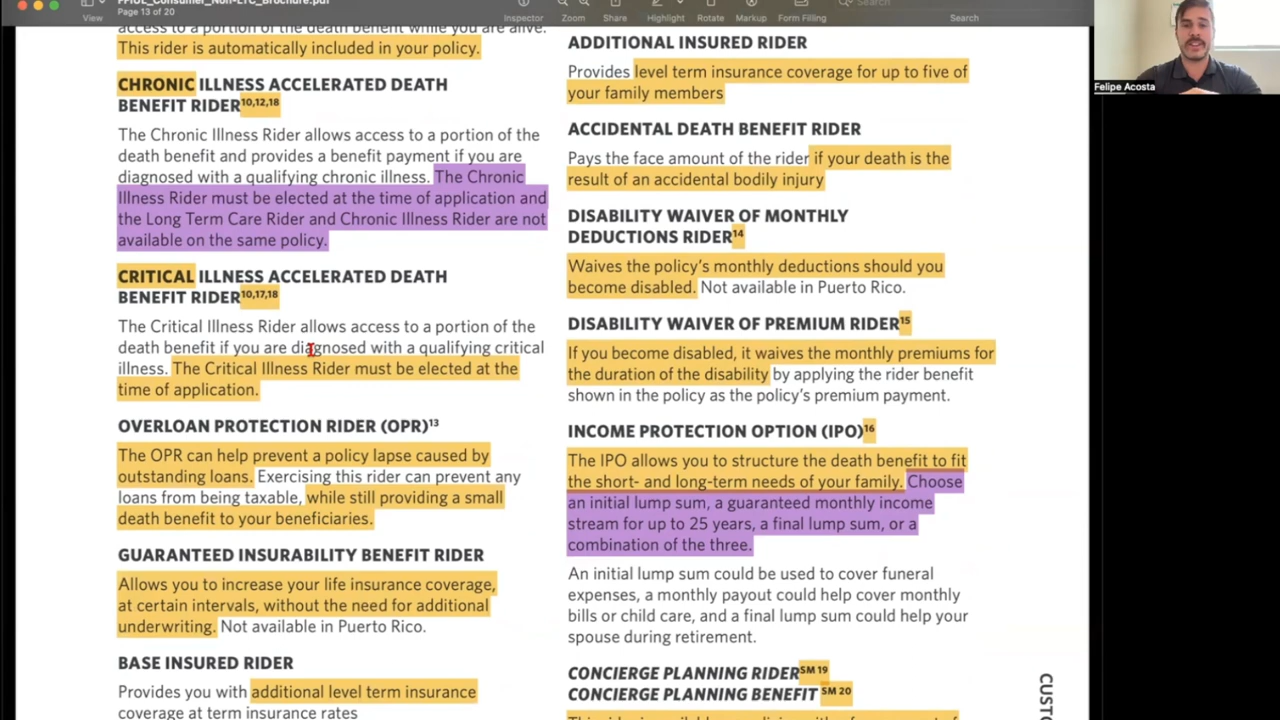 PFIUL_Consumer_Non-LTC_Brochure.pdf
Page 13 of 20
View
Inspector
Zoom
Share
Highlight
Rotate
Markup
Form Filling
Search
Search
Felipe Acosta
access to a portion of the death benefit while you are alive.
This rider is automatically included in your policy.
CHRONIC ILLNESS ACCELERATED DEATH
BENEFIT RIDER10,12,18
The Chronic Illness Rider allows access to a portion of the
death benefit and provides a benefit payment if you are
diagnosed with a qualifying chronic illness. The Chronic
Illness Rider must be elected at the time of application and
the Long Term Care Rider and Chronic Illness Rider are not
available on the same policy.
CRITICAL ILLNESS ACCELERATED DEATH
BENEFIT RIDER10,17,18
The Critical Illness Rider allows access to a portion of the
death benefit if you are diagnosed with a qualifying critical
illness. The Critical Illness Rider must be elected at the
time of application.
OVERLOAN PROTECTION RIDER (OPR)13
The OPR can help prevent a policy lapse caused by
outstanding loans. Exercising this rider can prevent any
loans from being taxable, while still providing a small
death benefit to your beneficiaries.
GUARANTEED INSURABILITY BENEFIT RIDER
Allows you to increase your life insurance coverage,
at certain intervals, without the need for additional
underwriting. Not available in Puerto Rico.
BASE INSURED RIDER
Provides you with additional level term insurance
coverage at term insurance rates
ADDITIONAL INSURED RIDER
Provides level term insurance coverage for up to five of
your family members
ACCIDENTAL DEATH BENEFIT RIDER
Pays the face amount of the rider if your death is the
result of an accidental bodily injury
DISABILITY WAIVER OF MONTHLY
DEDUCTIONS RIDER14
Waives the policy's monthly deductions should you
become disabled. Not available in Puerto Rico.
DISABILITY WAIVER OF PREMIUM RIDER15
If you become disabled, it waives the monthly premiums for
the duration of the disability by applying the rider benefit
shown in the policy as the policy's premium payment.
INCOME PROTECTION OPTION (IPO)16
The IPO allows you to structure the death benefit to fit
the short- and long-term needs of your family. Choose
an initial lump sum, a guaranteed monthly income
stream for up to 25 years, a final lump sum, or a
combination of the three.
An initial lump sum could be used to cover funeral
expenses, a monthly payout could help cover monthly
bills or child care, and a final lump sum could help your
spouse during retirement.
CONCIERGE PLANNING RIDERSM 19
CONCIERGE PLANNING BENEFIT SM 20
CUSTO